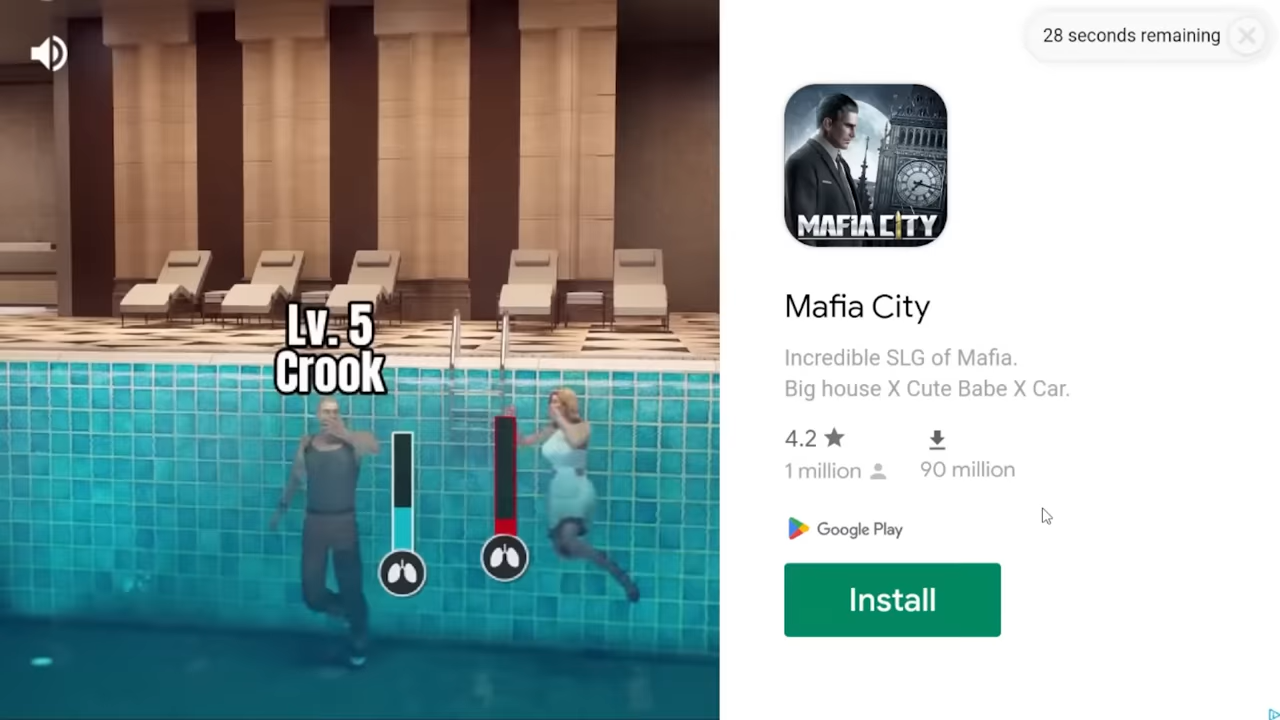 Lv. 5
Crook
28 seconds remaining
MAFIA CITY
Mafia City
Incredible SLG of Mafia.
Big house X Cute Babe X Car.
4.2
1 million
90 million
Google Play
Install